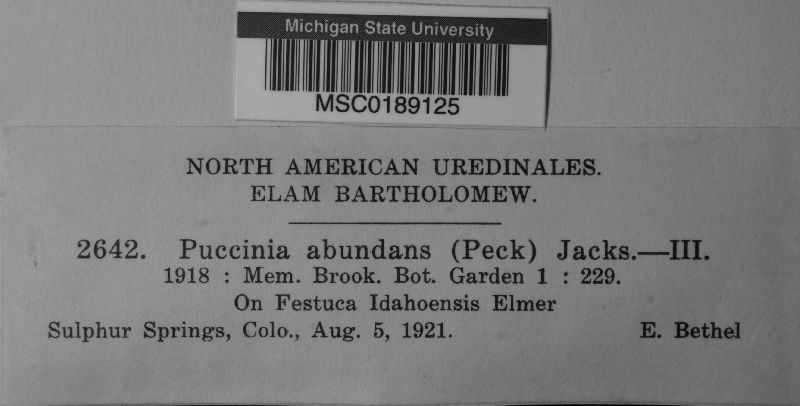 Michigan State University
MSC0189125
NORTH AMERICAN UREDINALES.
ELAM BARTHOLOMEW.
2642. Puccinia abundans (Peck) Jacks.—III.
1918 : Mem. Brook. Bot. Garden 1 : 229.
On Festuca Idahoensis Elmer
Sulphur Springs, Colo., Aug. 5, 1921. E. Bethel